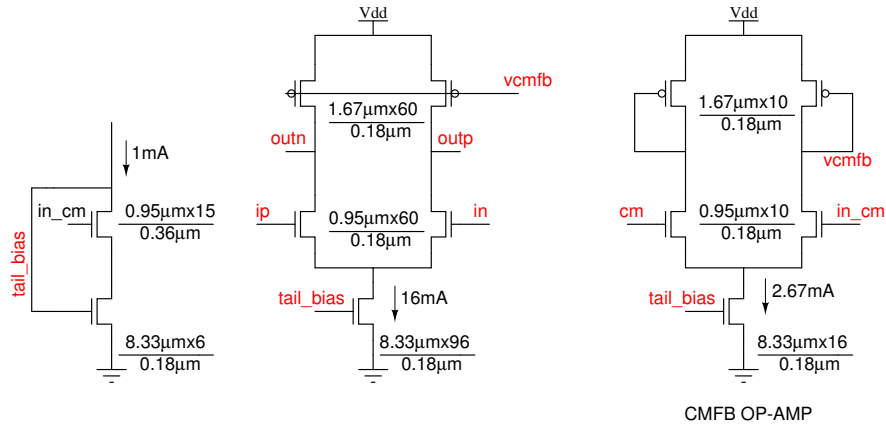 1mA
in_cm
0.95µmx15
0.36µm
tail_bias
8.33µmx6
0.18µm
Vdd
vcmfb
1.67µmx60
0.18µm
outn
outp
ip
0.95µmx60
0.18µm
in
tail_bias
16mA
8.33µmx96
0.18µm
Vdd
1.67µmx10
0.18µm
vcmfb
cm
0.95µmx10
0.18µm
in_cm
tail_bias
2.67mA
8.33µmx16
0.18µm
CMFB OP-AMP